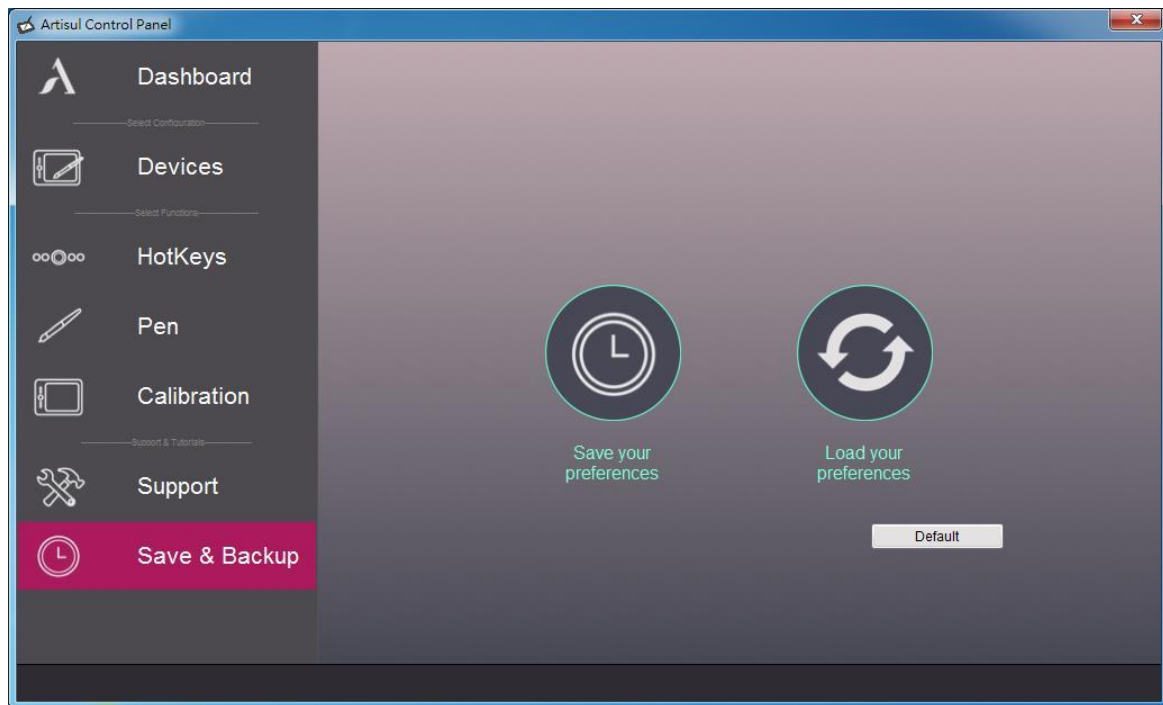 Artisul Control Panel
Dashboard
Select Configuration
Devices
Select Functions
HotKeys
Pen
Calibration
Support & Tutorials
Support
Save & Backup
Save your
preferences
Load your
preferences
Default